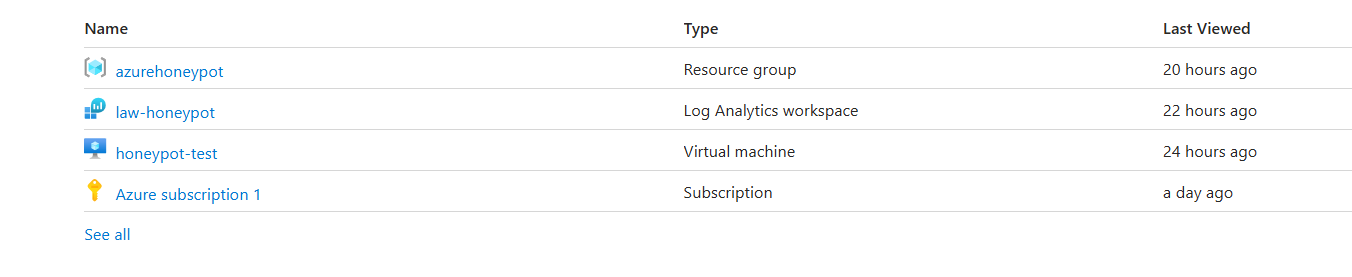 Name Type Last Viewed
azurehoneypot Resource group 20 hours ago
law-honeypot Log Analytics workspace 22 hours ago
honeypot-test Virtual machine 24 hours ago
Azure subscription 1 Subscription a day ago
See all